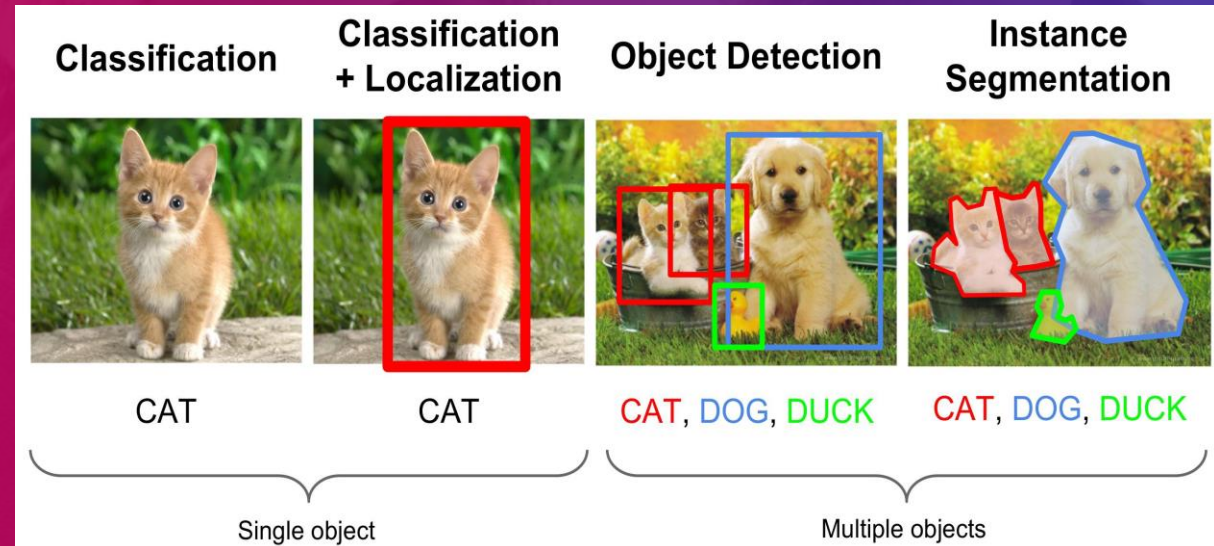 Classification
Classification
+ Localization
Object Detection
Instance
Segmentation
CAT
CAT
CAT, DOG, DUCK
CAT, DOG, DUCK
Single object
Multiple objects